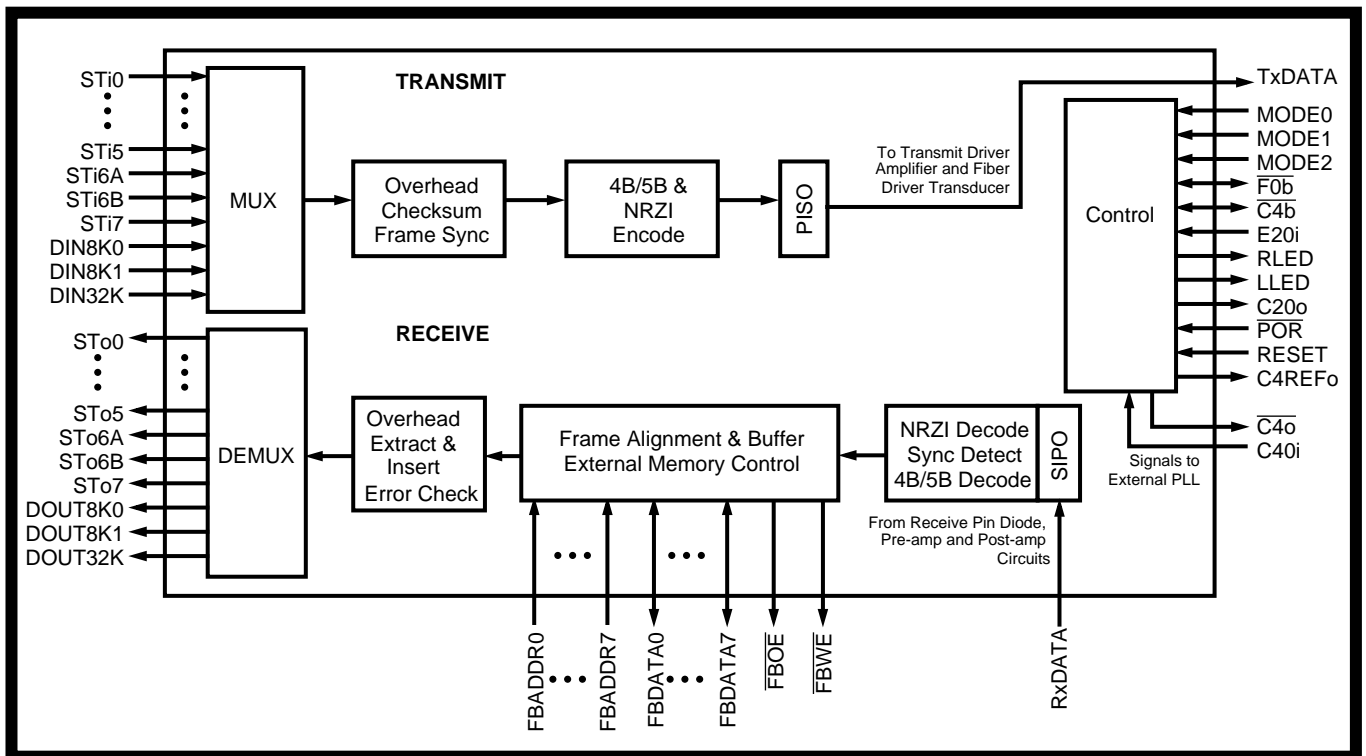 STi0
STi5
STi6A
STi6B
STi7
DIN8K0
DIN8K1
DIN32K
MUX
TRANSMIT
Overhead
Checksum
Frame Sync
4B/5B &
NRZI
Encode
PISO
To Transmit Driver
Amplifier and Fiber
Driver Transducer
Control
TxDATA
MODE0
MODE1
MODE2
F0b
C4b
E20i
RLED
LLED
C20o
POR
RESET
C4REFo
C4o
C40i
Signals to
External PLL
RECEIVE
STo0
STo5
STo6A
STo6B
STo7
DOUT8K0
DOUT8K1
DOUT32K
DEMUX
Overhead
Extract &
Insert
Error Check
Frame Alignment & Buffer
External Memory Control
NRZI Decode
Sync Detect
4B/5B Decode
SIPO
From Receive Pin Diode,
Pre-amp and Post-amp
Circuits
FBADDR0
FBADDR7
FBDATA0
FBDATA7
FBOE
FBWE
RxDATA